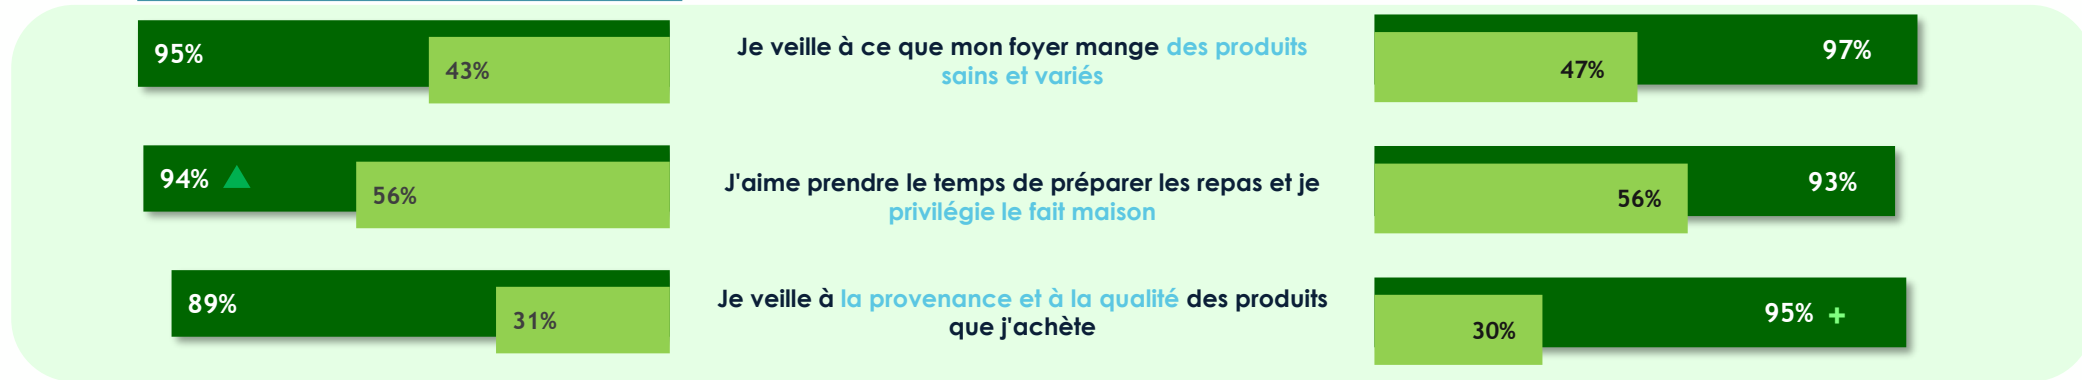 95%
43%
Je veille à ce que mon foyer mange des produits
sains et variés
47%
97%
94%
56%
J'aime prendre le temps de préparer les repas et je
privilégie le fait maison
56%
93%
89%
31%
Je veille à la provenance et à la qualité des produits
que j'achète
30%
95% +